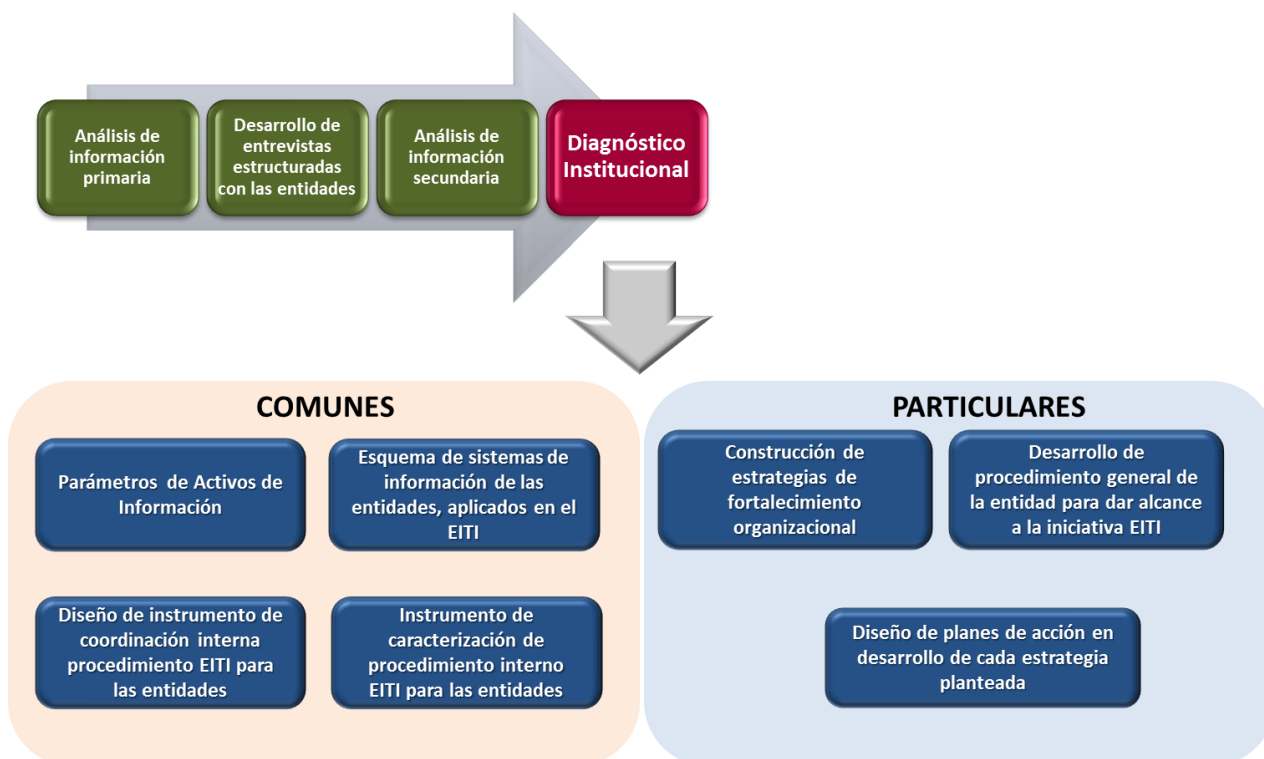 Análisis de
información
primaria
Desarrollo de
entrevistas
estructuradas
con las entidades
Análisis de
información
secundaria
Diagnóstico
Institucional
COMUNES
Parámetros de Activos de
Información
Esquema de sistemas de
información de las
entidades, aplicados en el
EITI
Diseño de instrumento de
coordinación interna
procedimiento EITI para
las entidades
Instrumento de
caracterización de
procedimiento interno
EITI para las entidades
PARTICULARES
Construcción de
estrategias de
fortalecimiento
organizacional
Desarrollo de
procedimiento general de
la entidad para dar alcance
a la iniciativa EITI
Diseño de planes de acción en
desarrollo de cada estrategia
planteada